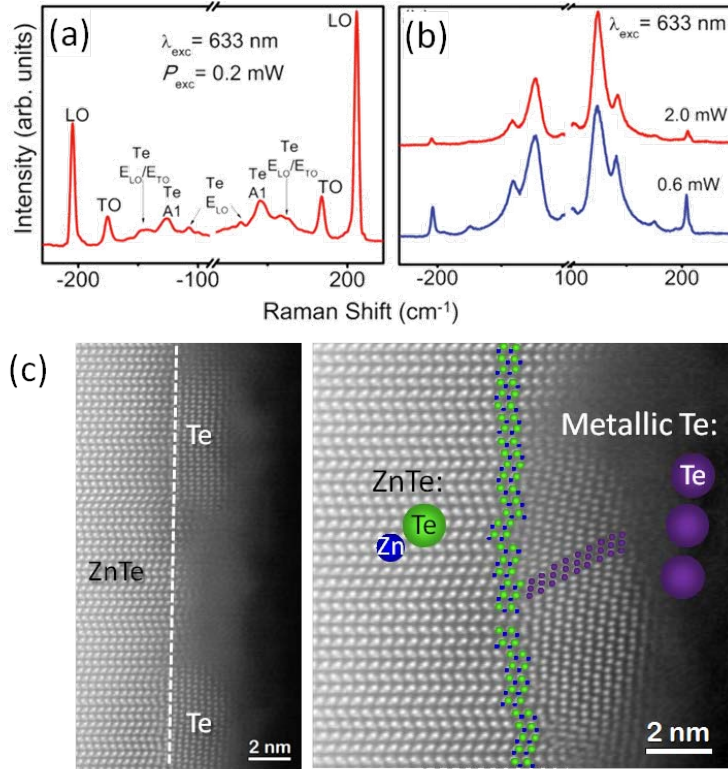 (a)
λexc= 633 nm
Pexc= 0.2 mW
Intensity (arb. units)
LO
TO
Te
ELO/ETO
Te
A1
Te
ELO
Te
A1
Te
ELO/ETO
TO
LO
-200
-100
200
(b)
λexc= 633 nm
2.0 mW
0.6 mW
-200
100
200
Raman Shift (cm-1)
(c)
Te
ZnTe
Te
2 nm
Metallic Te:
Te
ZnTe:
Te
Zn
2 nm